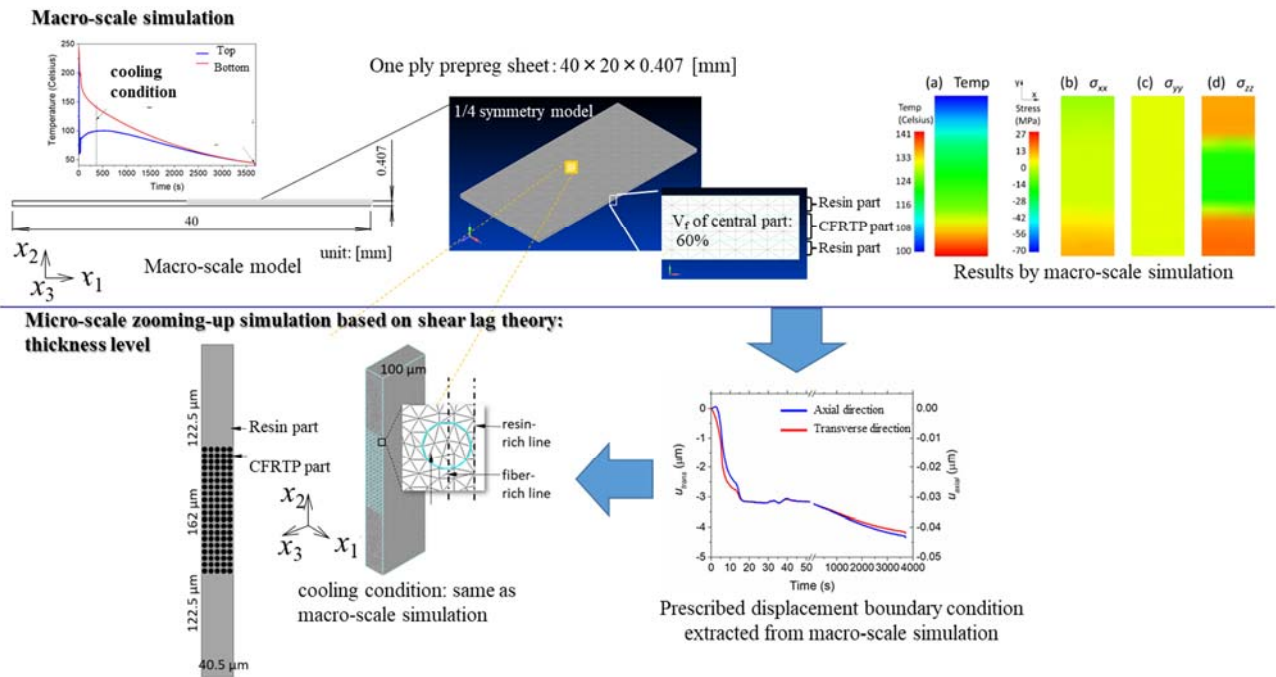 Macro-scale simulation
Temperature (Celsius)
250
200
150
100
50
Top
Bottom
cooling
condition
0 500 1000 1500 2000 2500 3000 3500
Time (s)
0.407
40
unit: [mm]
x2
x3 x1
Macro-scale model
One ply prepreg sheet: 40 × 20 × 0.407 [mm]
1/4 symmetry model
Vf of central part:
60%
Resin part
CFRTP part
Resin part
(a) Temp
Y
X
(b) σxx
(c) σyy
(d) σzz
Temp
(Celsius)
141
132
124
116
108
100
Stress
(MPa)
27
13
0
-14
-28
-42
-56
-70
Results by macro-scale simulation
Micro-scale zooming-up simulation based on shear lag theory:
thickness level
122.5 μm
162 μm
122.5 μm
40.5 μm
Resin part
CFRTP part
100 μm
resin-
rich line
fiber-
rich line
x2
x3 x1
cooling condition: same as
macro-scale simulation
Axial direction
Transverse direction
utrans (μm)
0
-1
-2
-3
-4
-5
uaxial (μm)
0.00
-0.01
-0.02
-0.03
-0.04
-0.05
0 10 20 30 40 50 1000 2000 3000 4000
Time (s)
Prescribed displacement boundary condition
extracted from macro-scale simulation